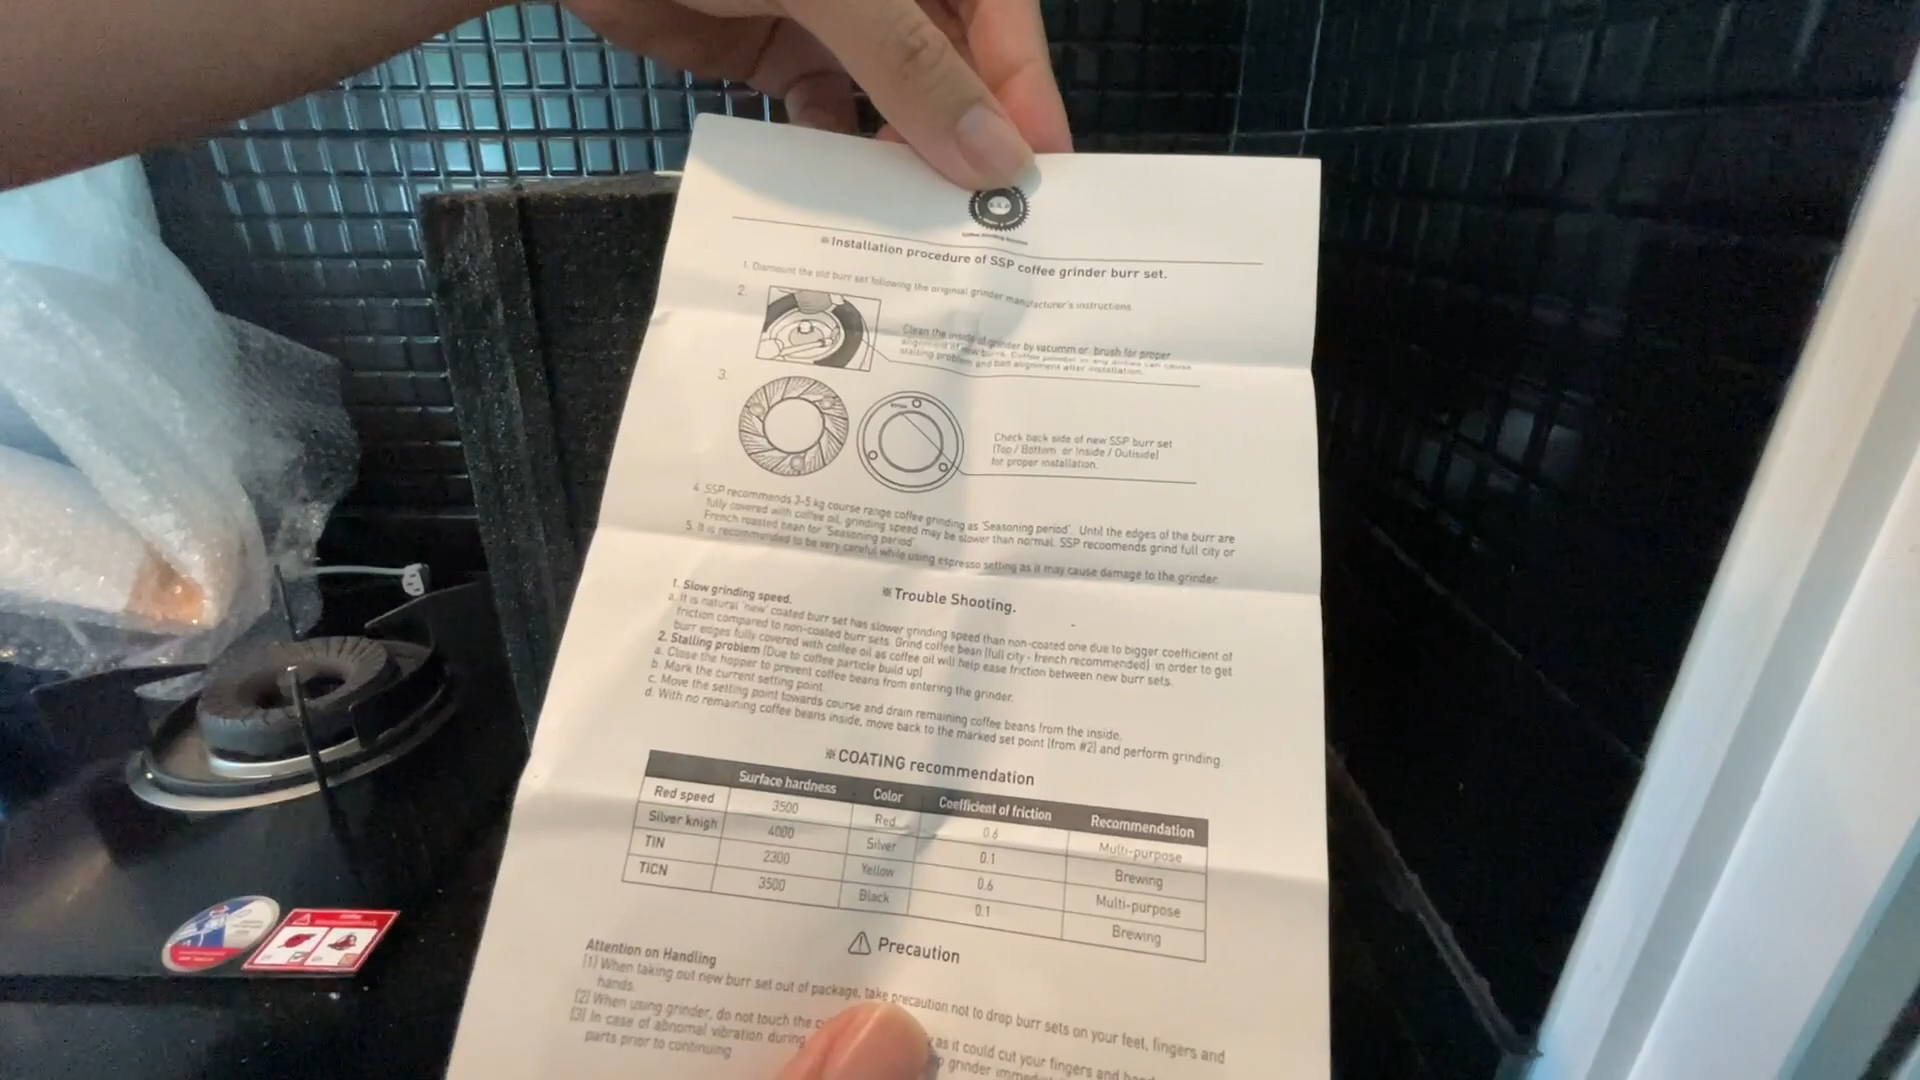 ※Installation procedure of SSP coffee grinder burr set.
1. Dismount the old burr set following the originial grinder manufacturer's instructions
2.
Clean the inside of grinder by vacumm or brush for proper
alignment of new burrs. Coffee powder or any debris can cause
stalling problem and bad alignment after installation.
3.
Check back side of new SSP burr set
(Top / Bottom or Inside / Outiside)
for proper installation.
4. SSP recommends 3-5 kg course range coffee grinding as 'Seasoning period'. Until the edges of the burr are
fully covered with coffee oil, grinding speed may be slower than normal. SSP recoomends grind full city or
French roasted bean for 'Seasoning period'
5. It is recommended to be very careful while using espresso setting as it may cause damage to the grinder.
※Trouble Shooting.
1. Slow grinding speed.
a. It is natural 'new' coated burr set has slower grinding speed than non-coated one due to bigger coefficient of
friction compared to non-coated burr sets. Grind coffee bean (full city - french recommended) in order to get
burr edges fully covered with coffee oil as coffee oil will help ease friction between new burr sets.
2. Stalling problem (Due to coffee particle build up)
a. Close the hopper to prevent coffee beans from entering the grinder.
b. Mark the current setting point
c. Move the setting point towards course and drain remaining coffee beans from the inside.
d. With no remaining coffee beans inside, move back to the marked set point (from #2) and perform grinding.
※COATING recommendation
Surface hardness Color Coefficient of friction Recommendation
Red speed 3500 Red 0.6 Multi-purpose
Silver knigh 4000 Silver 0.1 Brewing
TIN 2300 Yellow 0.6 Multi-purpose
TICN 3500 Black 0.1 Brewing
Precaution
Attention on Handling
(1) When taking out new burr set out of package, take precaution not to drop burr sets on your feet, fingers and
hands.
(2) When using grinder, do not touch the as it could cut your fingers and
(3) In case of abnomal vibration during grinder
parts prior to continuing